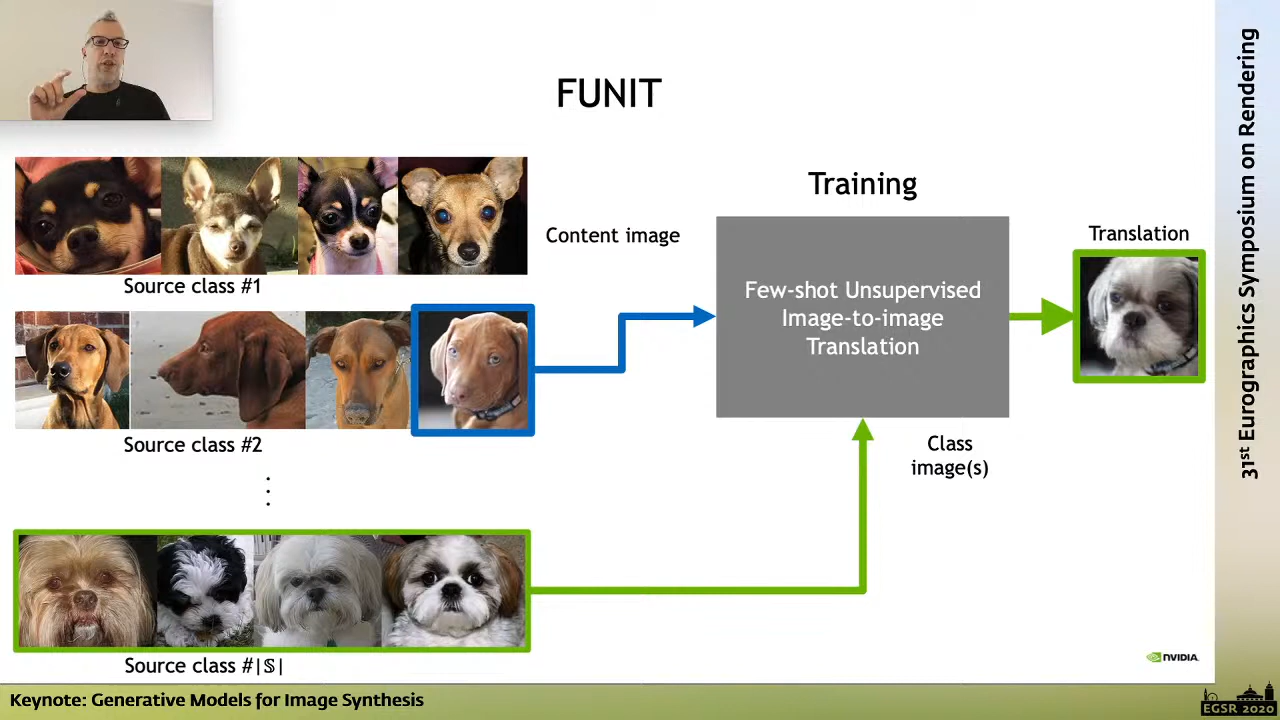 FUNIT
Training
Content image
Translation
Source class #1
Few-shot Unsupervised
Image-to-image
Translation
Source class #2
Class
image(s)
Source class #|𝕊|
NVIDIA.
Keynote: Generative Models for Image Synthesis
31st Eurographics Symposium on Rendering
EGSR 2020